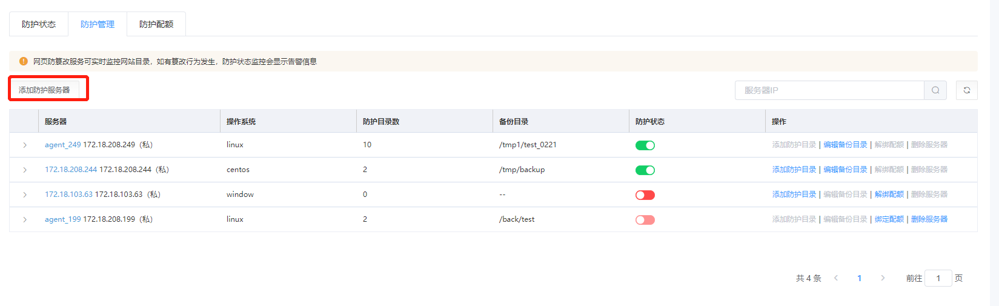 防护状态 防护管理 防护配额
网页防篡改服务可实时监控网站目录，如有篡改行为发生，防护状态监控会显示告警信息
添加防护服务器 服务器IP
服务器 操作系统 防护目录数 备份目录 防护状态 操作
agent_249 172.18.208.249（私） linux 10 /tmp1/test_0221 添加防护目录 | 编辑备份目录 | 解绑配额 | 删除服务器
172.18.208.244 172.18.208.244（私） centos 2 /tmp/backup 添加防护目录 | 编辑备份目录 | 解绑配额 | 删除服务器
172.18.103.63 172.18.103.63（私） window 0 -- 添加防护目录 | 编辑备份目录 | 解绑配额 | 删除服务器
agent_199 172.18.208.199（私） linux 2 /back/test 添加防护目录 | 编辑备份目录 | 绑定配额 | 删除服务器
共 4 条 1 前往 1 页